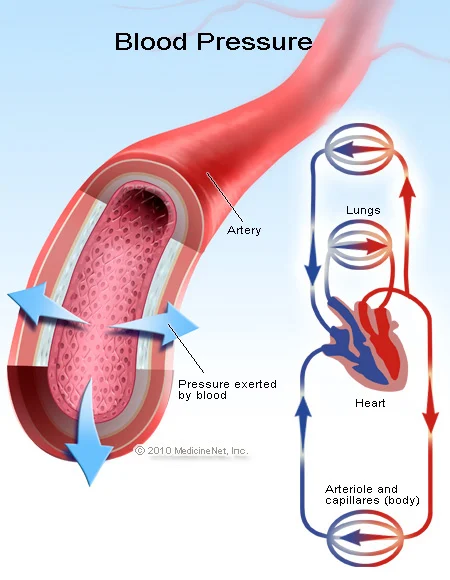 Blood Pressure
Lungs
Artery
Pressure exerted
by blood
Heart
© 2010 MedicineNet, Inc.
Arteriole and
capillares (body)